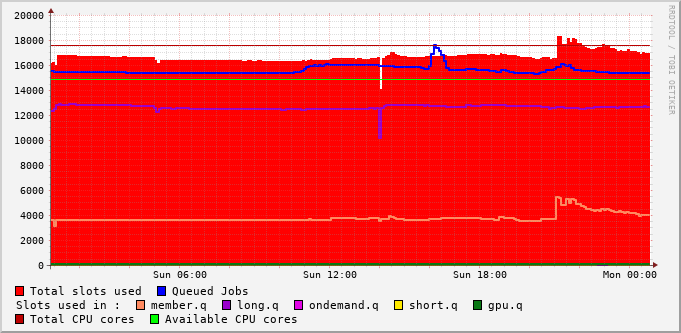 RRDTOOL / TOBI OETIKER
20000
18000
16000
14000
12000
10000
8000
6000
4000
2000
0
Sun 06:00 Sun 12:00 Sun 18:00 Mon 00:00
Total slots used Queued Jobs
Slots used in : member.q long.q ondemand.q short.q gpu.q
Total CPU cores Available CPU cores